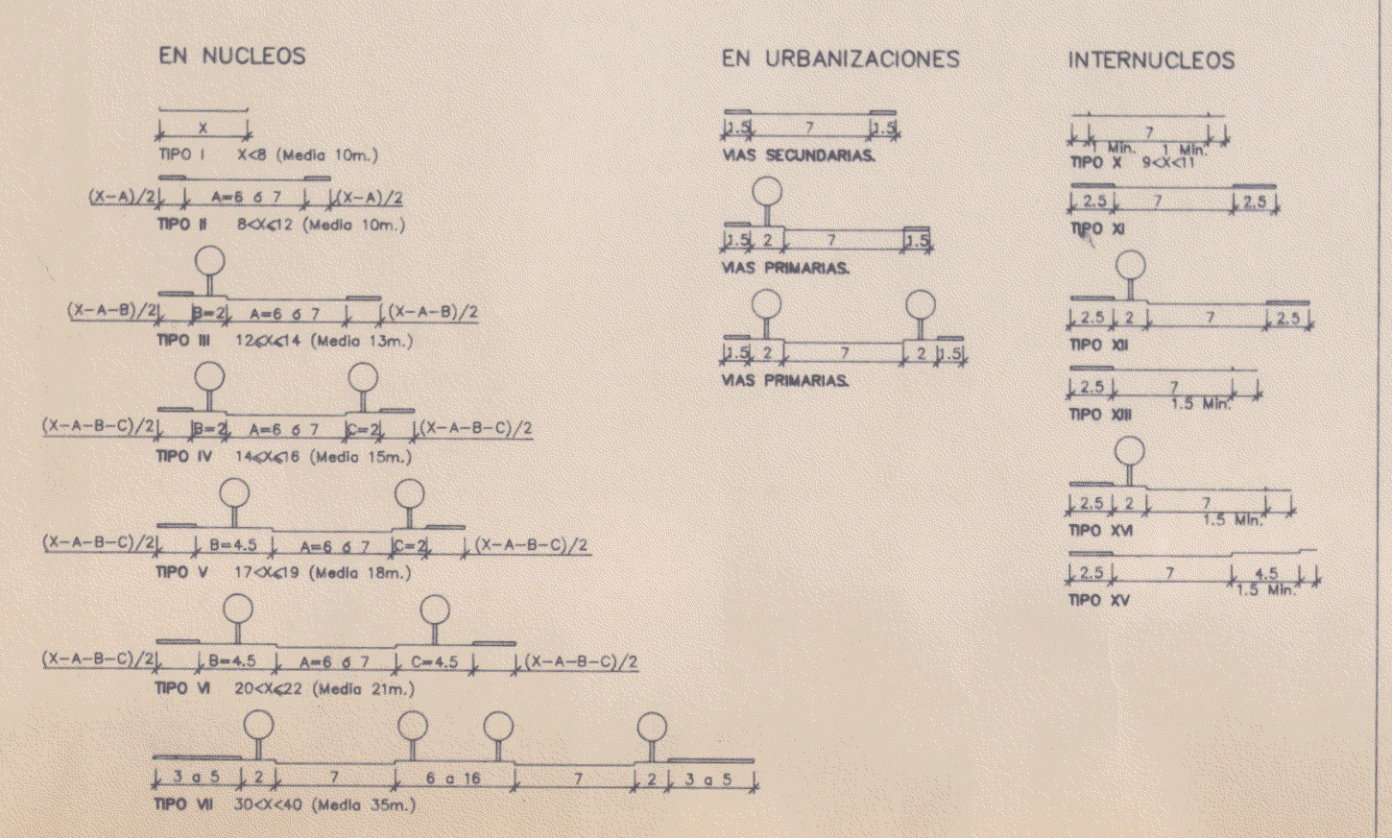 EN NUCLEOS
X
TIPO I X<8 (Media 10m.)
(X-A)/2 A=6 ó 7 (X-A)/2
TIPO II 8<X⩽12 (Media 10m.)
(X-A-B)/2 B=2 A=6 ó 7 (X-A-B)/2
TIPO III 12⩽X⩽14 (Media 13m.)
(X-A-B-C)/2 B=2 A=6 ó 7 C=2 (X-A-B-C)/2
TIPO IV 14⩽X⩽16 (Media 15m.)
(X-A-B-C)/2 B=4.5 A=6 ó 7 C=2 (X-A-B-C)/2
TIPO V 17<X⩽19 (Media 18m.)
(X-A-B-C)/2 B=4.5 A=6 ó 7 C=4.5 (X-A-B-C)/2
TIPO VI 20<X⩽22 (Media 21m.)
3 a 5 2 7 6 a 16 7 2 3 a 5
TIPO VII 30<X<40 (Media 35m.)
EN URBANIZACIONES
1.5 7 1.5
VIAS SECUNDARIAS.
1.5 2 7 1.5
VIAS PRIMARIAS.
1.5 2 7 2 1.5
VIAS PRIMARIAS.
INTERNUCLEOS
7
1 Min. 1 Min.
TIPO X 9<X<11
2.5 7 2.5
TIPO XI
2.5 2 7 2.5
TIPO XII
2.5 7
1.5 Min.
TIPO XIII
2.5 2 7
1.5 Min.
TIPO XVI
2.5 7 4.5
1.5 Min.
TIPO XV